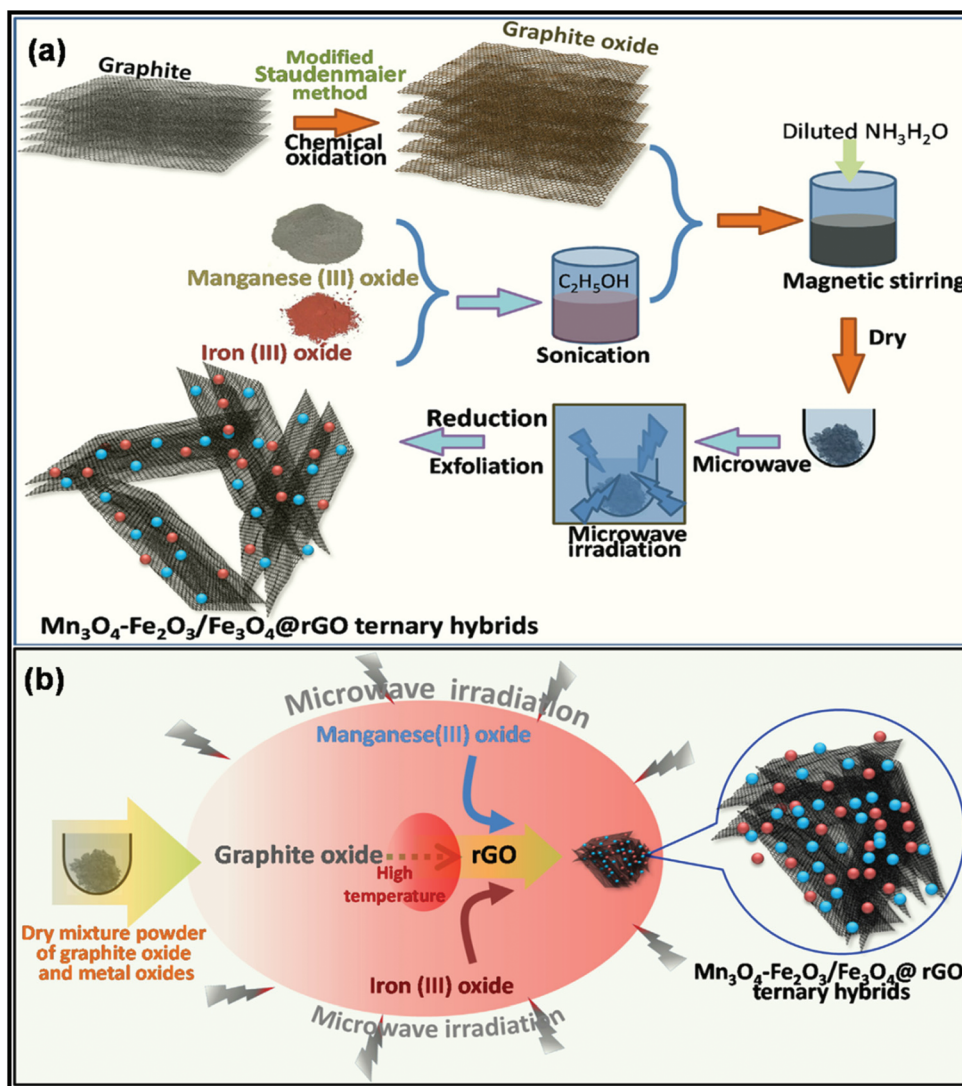 (a)
Graphite
Modified
Staudenmaier
method
Chemical
oxidation
Graphite oxide
Diluted NH₃H₂O
Magnetic stirring
Manganese (III) oxide
Iron (III) oxide
C₂H₅OH
Sonication
Dry
Microwave
Microwave
irradiation
Reduction
Exfoliation
Mn₃O₄-Fe₂O₃/Fe₃O₄@rGO ternary hybrids
(b)
Microwave irradiation
Manganese(III) oxide
Graphite oxide
rGO
High
temperature
Iron (III) oxide
Microwave irradiation
Dry mixture powder
of graphite oxide
and metal oxides
Mn₃O₄-Fe₂O₃/Fe₃O₄@ rGO
ternary hybrids